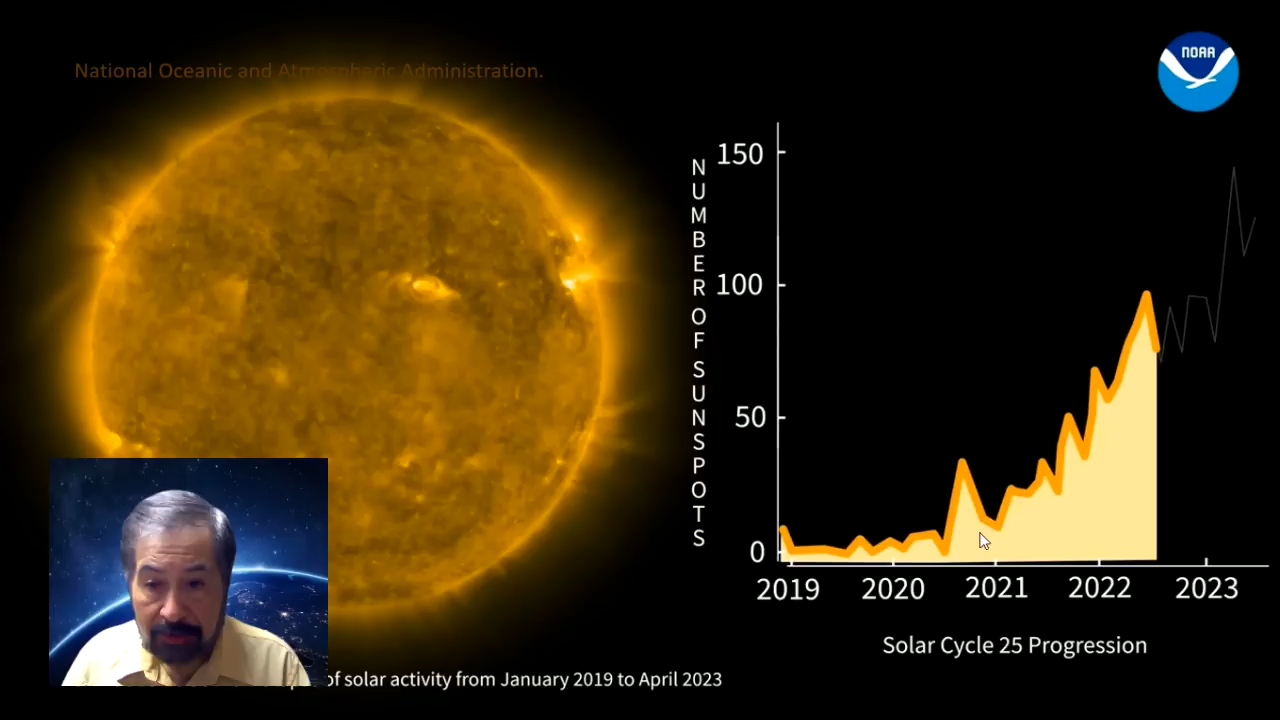 National Oceanic and Atmospheric Administration.
NOAA
NUMBER OF SUNSPOTS
150
100
50
0
2019 2020 2021 2022 2023
Solar Cycle 25 Progression
of solar activity from January 2019 to April 2023